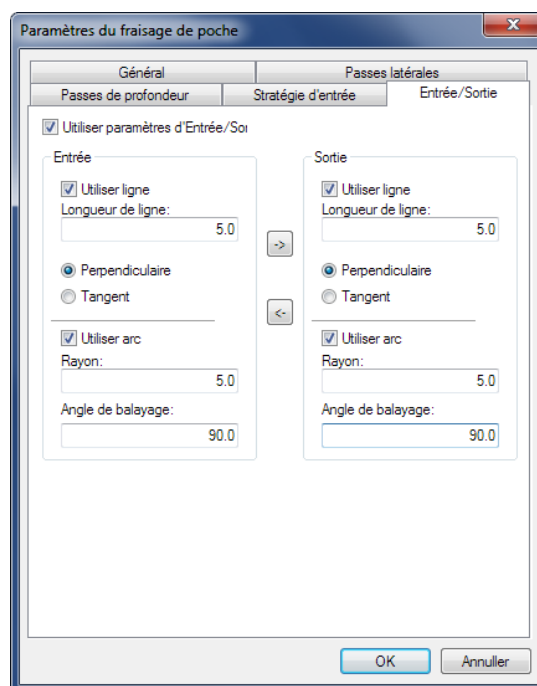 Paramètres du fraisage de poche
Général
Passes latérales
Passes de profondeur
Stratégie d'entrée
Entrée/Sortie
Uitiliser paramètres d'Entrée/Sor
Entrée
Utiliser ligne
Longueur de ligne:
5.0
Perpendiculaire
Tangent
Utiliser arc
Rayon:
5.0
Angle de balayage:
90.0
->
<-
Sortie
Utiliser ligne
Longueur de ligne:
5.0
Perpendiculaire
Tangent
Utiliser arc
Rayon:
5.0
Angle de balayage:
90.0
OK
Annuller